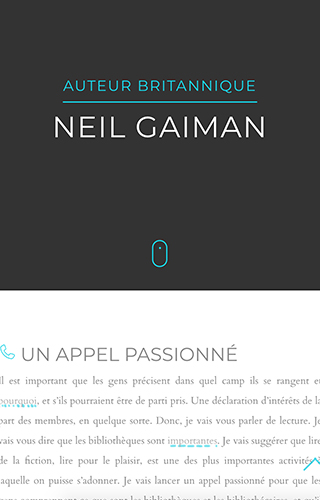 AUTEUR BRITANNIQUE
NEIL GAIMAN
UN APPEL PASSIONNÉ
Il est important que les gens précisent dans quel camp ils se rangent et
pourquoi, et s'ils pourraient être de parti pris. Une déclaration d'intérêts de la
part des membres, en quelque sorte. Donc, je vais vous parler de lecture. Je
vais vous dire que les bibliothèques sont importantes. Je vais suggérer que lire
de la fiction, lire pour le plaisir, est une des plus importantes activités
laquelle on puisse s'adonner. Je vais lancer un appel passionné pour que les